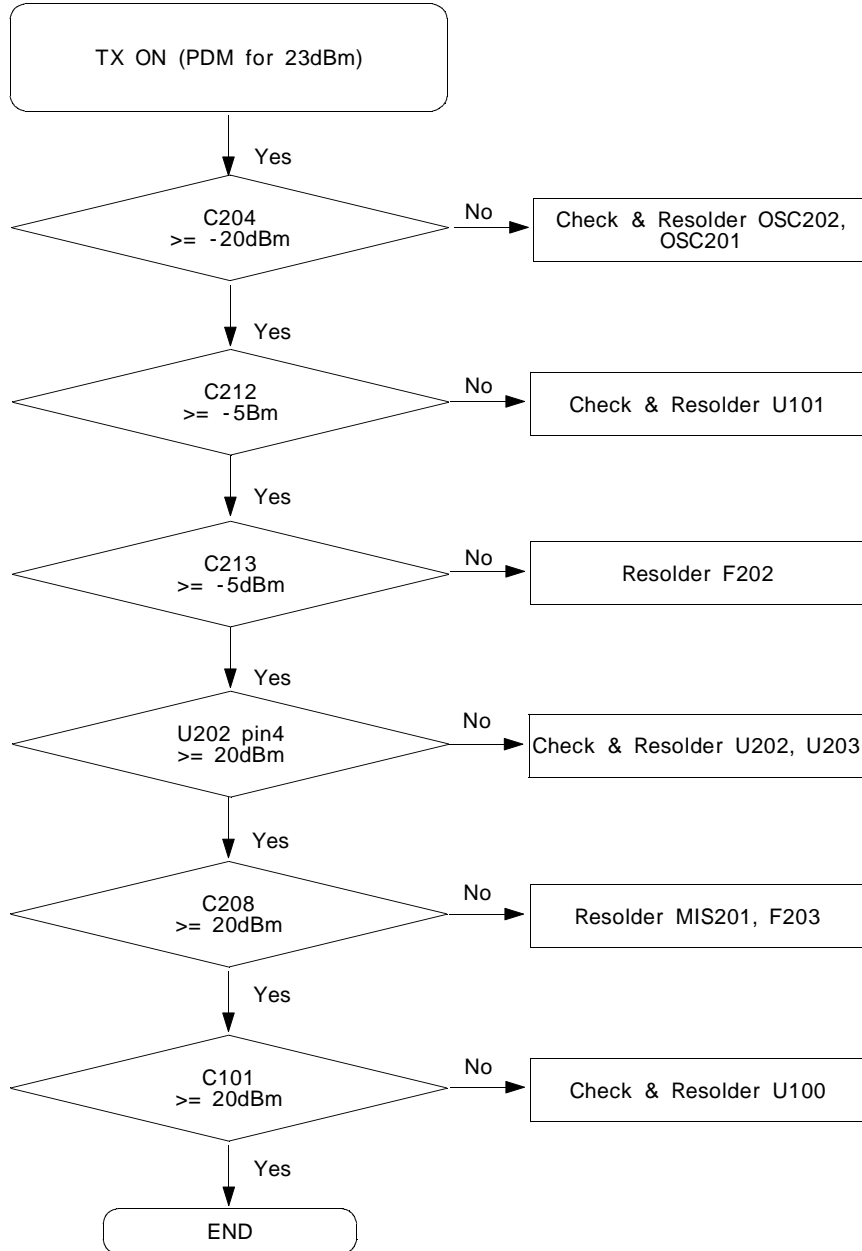 TX ON (PDM for 23dBm)
Yes
C204
>= -20dBm
No
Check & Resolder OSC202,
OSC201
Yes
C212
>= -5Bm
No
Check & Resolder U101
Yes
C213
>= -5dBm
No
Resolder F202
Yes
U202 pin4
>= 20dBm
No
Check & Resolder U202, U203
Yes
C208
>= 20dBm
No
Resolder MIS201, F203
Yes
C101
>= 20dBm
No
Check & Resolder U100
Yes
END